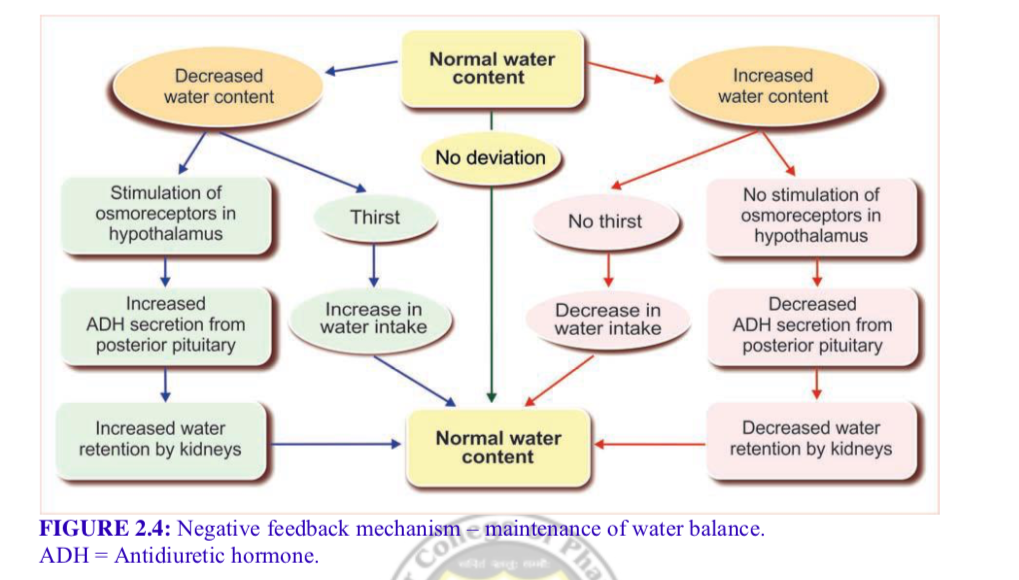 Normal water
content
Decreased
water content
Increased
water content
No deviation
Stimulation of
osmoreceptors in
hypothalamus
Thirst
No thirst
No stimulation of
osmoreceptors in
hypothalamus
Increased
ADH secretion from
posterior pituitary
Increase in
water intake
Decrease in
water intake
Decreased
ADH secretion from
posterior pituitary
Increased water
retention by kidneys
Normal water
content
Decreased water
retention by kidneys
FIGURE 2.4: Negative feedback mechanism – maintenance of water balance.
ADH = Antidiuretic hormone.
College of Pha